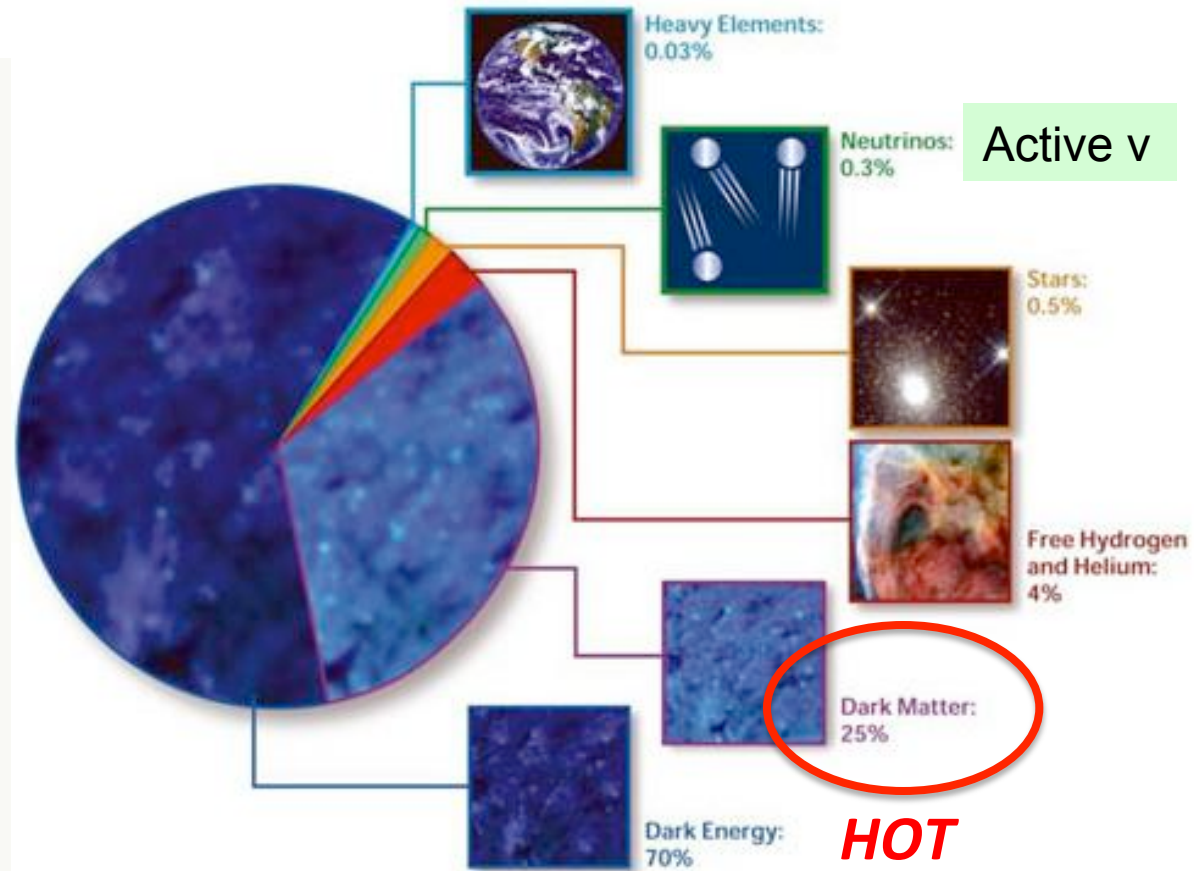 Heavy Elements:
0.03%
Neutrinos:
0.3%
Active ν
Stars:
0.5%
Free Hydrogen
and Helium:
4%
Dark Matter:
25%
HOT
Dark Energy:
70%